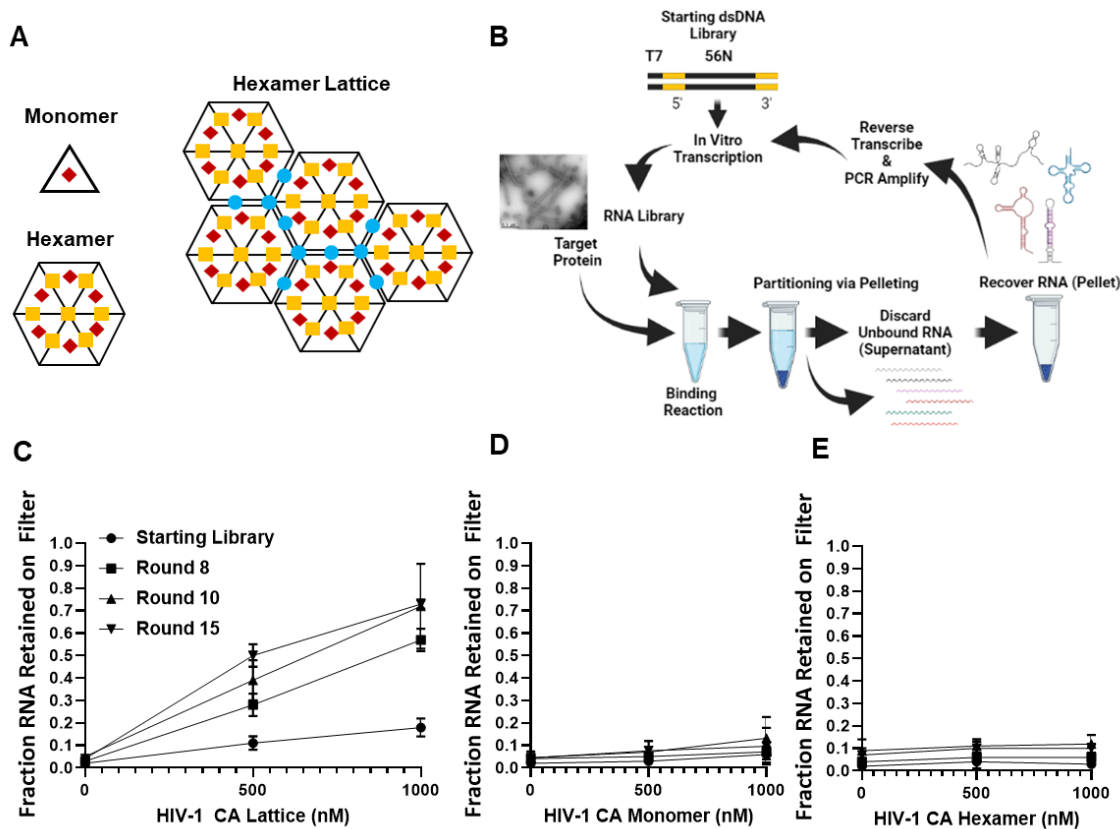 A
Monomer
Hexamer
Hexamer Lattice
B
Starting dsDNA
Library
T7
56N
5'
3'
In Vitro
Transcription
Reverse
Transcribe
&
PCR Amplify
RNA Library
Target
Protein
Binding
Reaction
Partitioning via Pelleting
Discard
Unbound RNA
(Supernatant)
Recover RNA (Pellet)
C
Fraction RNA Retained on Filter
1.0
0.9
0.8
0.7
0.6
0.5
0.4
0.3
0.2
0.1
0.0
Starting Library
Round 8
Round 10
Round 15
0
500
1000
HIV-1 CA Lattice (nM)
D
Fraction RNA Retained on Filter
1.0
0.9
0.8
0.7
0.6
0.5
0.4
0.3
0.2
0.1
0.0
0
500
1000
HIV-1 CA Monomer (nM)
E
Fraction RNA Retained on Filter
1.0
0.9
0.8
0.7
0.6
0.5
0.4
0.3
0.2
0.1
0.0
0
500
1000
HIV-1 CA Hexamer (nM)